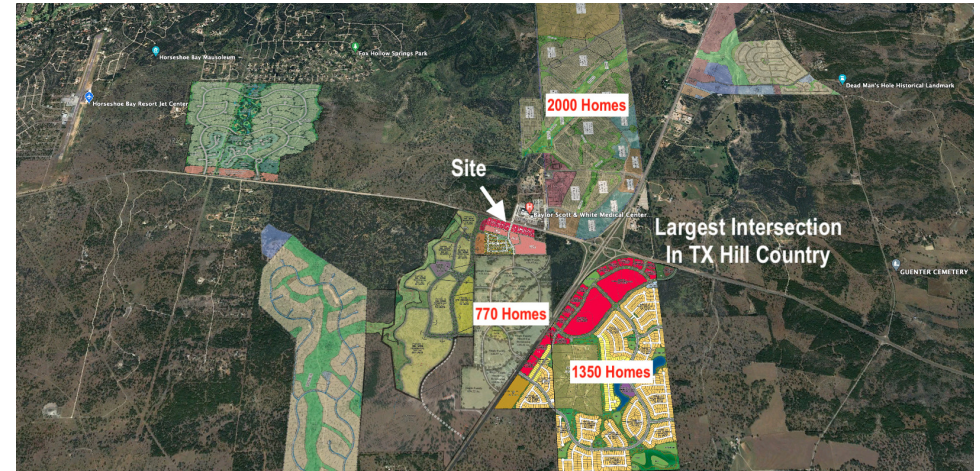 Horseshoe Bay Mausoleum
Fox Hollow Springs Park
Horseshoe Bay Resort Jet Center
Dead Man's Hole Historical Landmark
2000 Homes
Site
Baylor Scott & White Medical Center
Largest Intersection
In TX Hill Country
GUENTER CEMETERY
770 Homes
1350 Homes